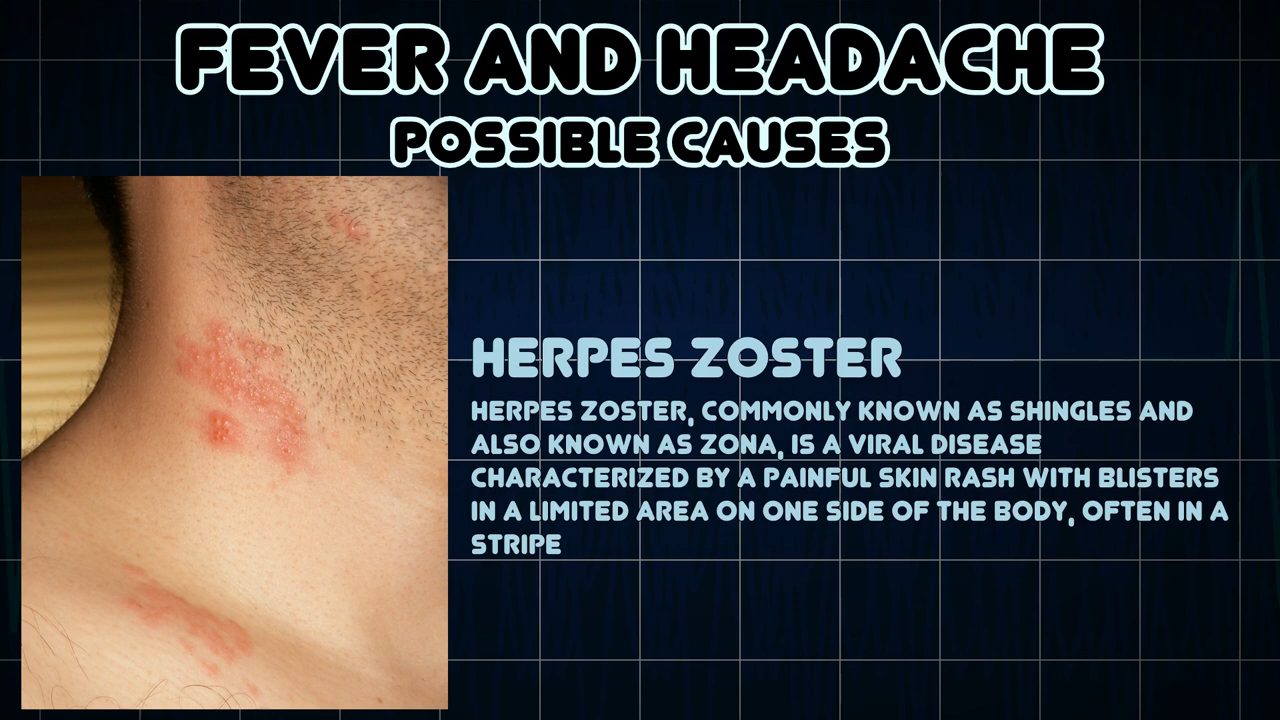 FEVER AND HEADACHE
POSSIBLE CAUSES
HERPES ZOSTER
HERPES ZOSTER, COMMONLY KNOWN AS SHINGLES AND
ALSO KNOWN AS ZONA, IS A VIRAL DISEASE
CHARACTERIZED BY A PAINFUL SKIN RASH WITH BLISTERS
IN A LIMITED AREA ON ONE SIDE OF THE BODY, OFTEN IN A
STRIPE